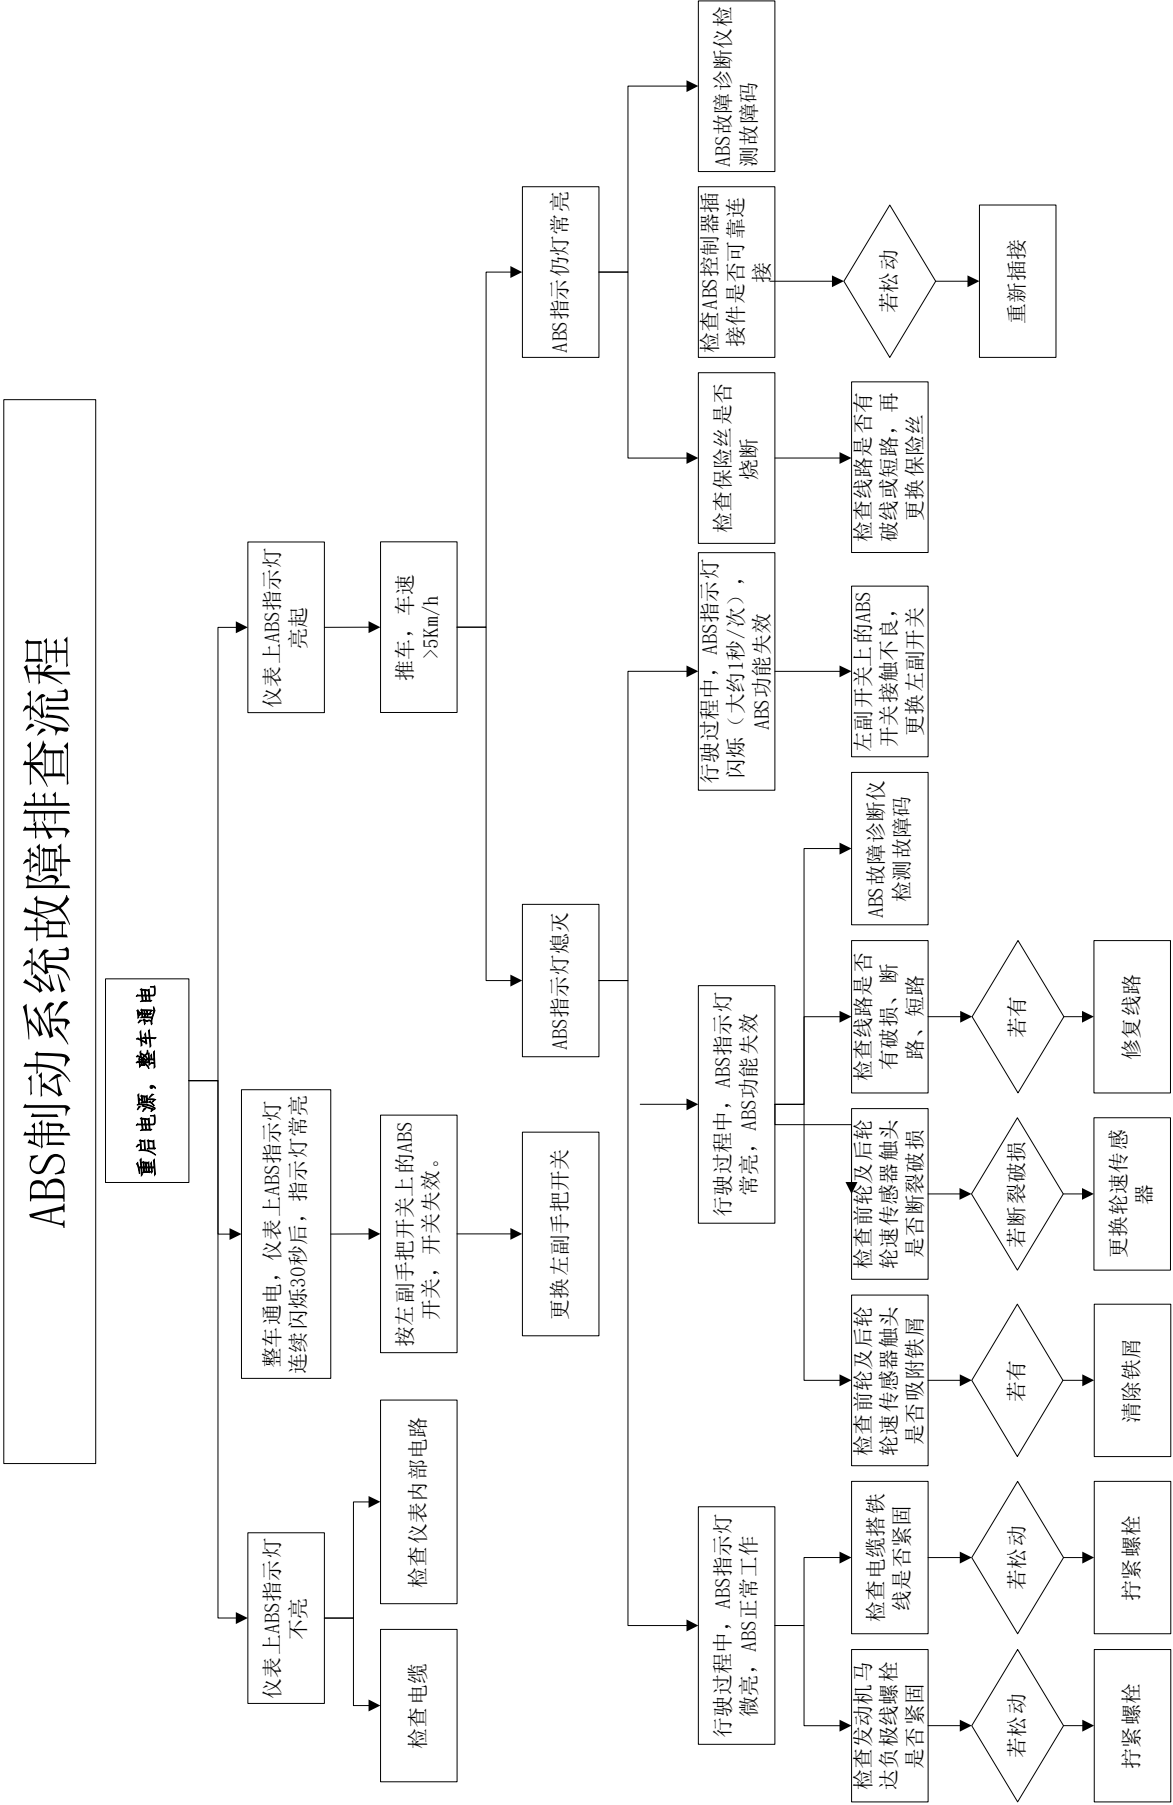 ABS制动系统故障排查流程
重启电源，整车通电
仪表上ABS指示灯
不亮
整车通电，仪表上ABS指示灯
连续闪烁30秒后，指示灯常亮
仪表上ABS指示灯
亮起
检查电缆
检查仪表内部电路
按左副手把开关上的ABS
开关，开关失效。
推车，车速
>5Km/h
更换左副手把开关
ABS指示灯熄灭
ABS指示仍灯常亮
行驶过程中，ABS指示灯
微亮，ABS正常工作
行驶过程中，ABS指示灯
常亮，ABS功能失效
行驶过程中，ABS指示灯
闪烁（大约1秒/次），
ABS功能失效
检查保险丝是否
烧断
检查ABS控制器插
接件是否可靠连
接
ABS故障诊断仪检
测故障码
检查发动机马
达负极线螺栓
是否紧固
检查电缆搭铁
线是否紧固
检查前轮及后轮
轮速传感器触头
是否吸附铁屑
检查前轮及后轮
轮速传感器触头
是否断裂破损
检查线路是否
有破损、断
路、短路
ABS故障诊断仪
检测故障码
左副开关上的ABS
开关接触不良，
更换左副开关
检查线路是否有
破线或短路，再
更换保险丝
若松动
若松动
若松动
若有
若断裂破损
若有
重新插接
拧紧螺栓
拧紧螺栓
清除铁屑
更换轮速传感
器
修复线路